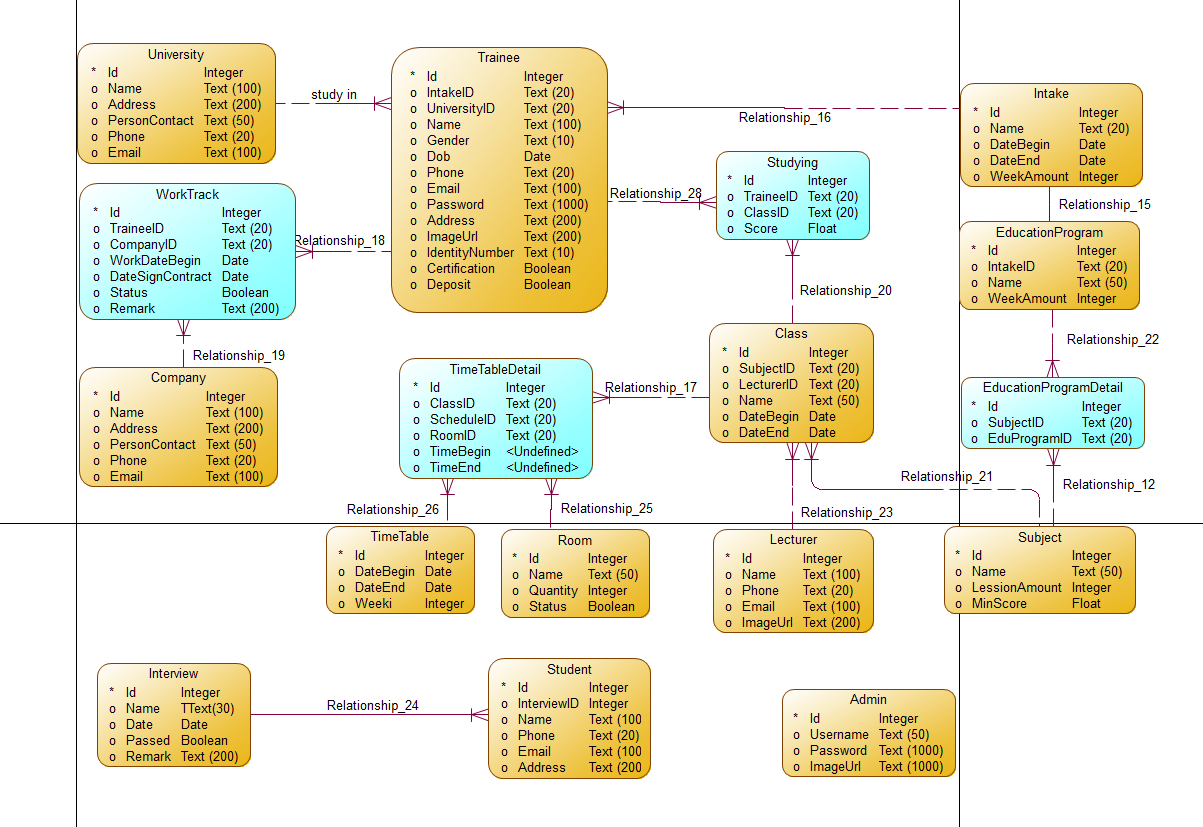 University
* Id Integer
o Name Text (100)
o Address Text (200)
o PersonContact Text (50)
o Phone Text (20)
o Email Text (100)
study in
Trainee
* Id Integer
o IntakeID Text (20)
o UniversityID Text (20)
o Name Text (100)
o Gender Text (10)
o Dob Date
o Phone Text (20)
o Email Text (100)
o Password Text (1000)
o Address Text (200)
o ImageUrl Text (200)
o IdentityNumber Text (10)
o Certification Boolean
o Deposit Boolean
Relationship_16
Intake
* Id Integer
o Name Text (20)
o DateBegin Date
o DateEnd Date
o WeekAmount Integer
Studying
* Id Integer
o TraineeID Text (20)
o ClassID Text (20)
o Score Float
Relationship_28
Relationship_15
WorkTrack
* Id Integer
o TraineeID Text (20)
o CompanyID Text (20)
o WorkDateBegin Date
o DateSignContract Date
o Status Boolean
o Remark Text (200)
Relationship_18
EducationProgram
* Id Integer
o IntakeID Text (20)
o Name Text (50)
o WeekAmount Integer
Relationship_20
Relationship_22
Relationship_19
Class
* Id Integer
o SubjectID Text (20)
o LecturerID Text (20)
o Name Text (50)
o DateBegin Date
o DateEnd Date
Company
* Id Integer
o Name Text (100)
o Address Text (200)
o PersonContact Text (50)
o Phone Text (20)
o Email Text (100)
TimeTableDetail
* Id Integer
o ClassID Text (20)
o ScheduleID Text (20)
o RoomID Text (20)
o TimeBegin <Undefined>
o TimeEnd <Undefined>
Relationship_17
EducationProgramDetail
* Id Integer
o SubjectID Text (20)
o EduProgramID Text (20)
Relationship_21
Relationship_12
Relationship_26
Relationship_25
Relationship_23
TimeTable
* Id Integer
o DateBegin Date
o DateEnd Date
o Weeki Integer
Room
* Id Integer
o Name Text (50)
o Quantity Integer
o Status Boolean
Lecturer
* Id Integer
o Name Text (100)
o Phone Text (20)
o Email Text (100)
o ImageUrl Text (200)
Subject
* Id Integer
o Name Text (50)
o LessionAmount Integer
o MinScore Float
Interview
* Id Integer
o Name TText(30)
o Date Date
o Passed Boolean
o Remark Text (200)
Relationship_24
Student
* Id Integer
o InterviewID Integer
o Name Text (100
o Phone Text (20)
o Email Text (100
o Address Text (200
Admin
* Id Integer
o Username Text (50)
o Password Text (1000)
o ImageUrl Text (1000)